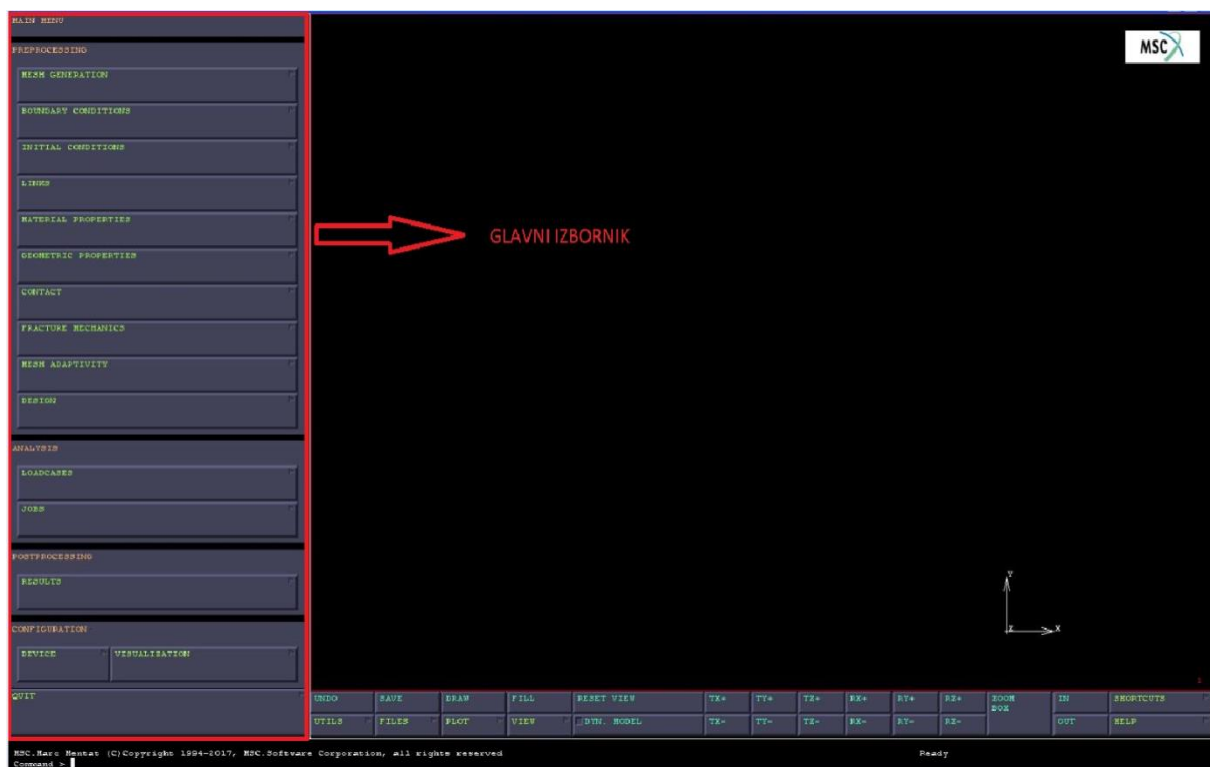 MAIN MENU
PREPROCESSING
MESH GENERATION
BOUNDARY CONDITIONS
INITIAL CONDITIONS
LINKS
MATERIAL PROPERTIES
GEOMETRIC PROPERTIES
CONTACT
FRACTURE MECHANICS
MESH ADAPTIVITY
DESIGN
ANALYSIS
LOADCASES
JOBS
POSTPROCESSING
RESULTS
CONFIGURATION
DEVICE VISUALIZATION
QUIT
GLAVNI IZBORNIK
MSC
Y
Z X
1
UNDO SAVE DRAW FILL RESET VIEW TX+ TY+ TZ+ RX+ RY+ RZ+ ZOOM BOX IN SHORTCUTS
UTILS FILES PLOT VIEW DYN. MODEL TX- TY- TZ- RX- RY- RZ- OUT HELP
MSC.Marc Mentat (C)Copyright 1994-2017, MSC.Software Corporation, all rights reserved Ready
Command >